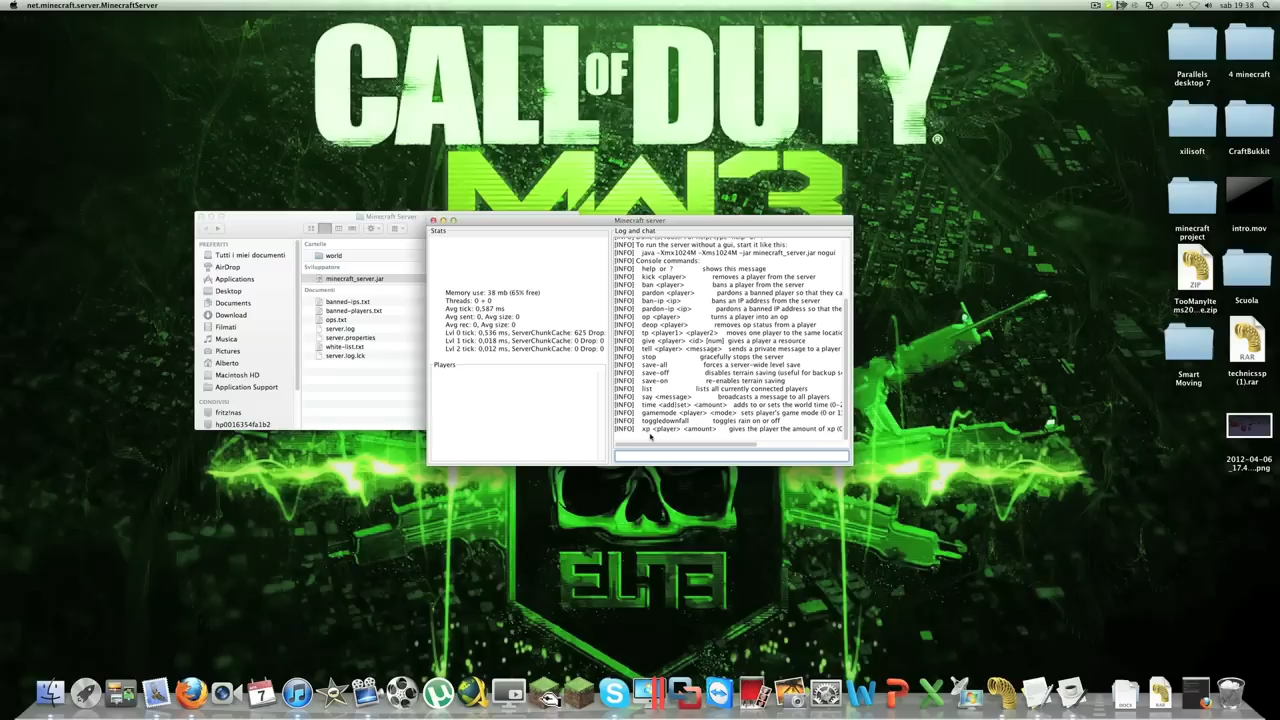 net.minecraft.server.MinecraftServer
sab 19:38
CALL OF DUTY
®
MW3
ELITE
Parallels
desktop 7
4 minecraft
xilisoft
CraftBukkit
minecraft
project
intro.mov
ZIP
TooManyItems20...e.zip
Scuola
RAR
Smart
Moving
technicssp
(1).rar
2012-04-06
_17.4....png
Minecraft Server
PREFERITI
Tutti i miei documenti
AirDrop
Applications
Desktop
Documents
Download
Filmati
Musica
Pictures
Alberto
Macintosh HD
Application Support
CONDIVISI
fritz!nas
hp0016354fa1b2
Cartelle
world
Sviluppatore
minecraft_server.jar
Documenti
banned-ips.txt
banned-players.txt
ops.txt
server.log
server.properties
white-list.txt
server.log.lck
Minecraft server
Stats
Memory use: 38 mb (65% free)
Threads: 0 + 0
Avg tick: 0,587 ms
Avg sent: 0, Avg size: 0
Avg rec: 0, Avg size: 0
Lvl 0 tick: 0,536 ms, ServerChunkCache: 625 Drop:
Lvl 1 tick: 0,018 ms, ServerChunkCache: 0 Drop: 0
Lvl 2 tick: 0,012 ms, ServerChunkCache: 0 Drop: 0
Players
Log and chat
[INFO] To run the server without a gui, start it like this:
[INFO] java -Xmx1024M -Xms1024M -jar minecraft_server.jar nogui
[INFO] Console commands:
[INFO] help or ? shows this message
[INFO] kick <player> removes a player from the server
[INFO] ban <player> bans a player from the server
[INFO] pardon <player> pardons a banned player so that they ca
[INFO] ban-ip <ip> bans an IP address from the server
[INFO] pardon-ip <ip> pardons a banned IP address so that the
[INFO] op <player> turns a player into an op
[INFO] deop <player> removes op status from a player
[INFO] tp <player1> <player2> moves one player to the same locatic
[INFO] give <player> <id> [num] gives a player a resource
[INFO] tell <player> <message> sends a private message to a player
[INFO] stop gracefully stops the server
[INFO] save-all forces a server-wide level save
[INFO] save-off disables terrain saving (useful for backup s
[INFO] save-on re-enables terrain saving
[INFO] list lists all currently connected players
[INFO] say <message> broadcasts a message to all players
[INFO] time <add|set> <amount> adds to or sets the world time (0-2
[INFO] gamemode <player> <mode> sets player's game mode (0 or 1
[INFO] toggledownfall toggles rain on or off
[INFO] xp <player> <amount> gives the player the amount of xp (0
7
DOCX
RAR